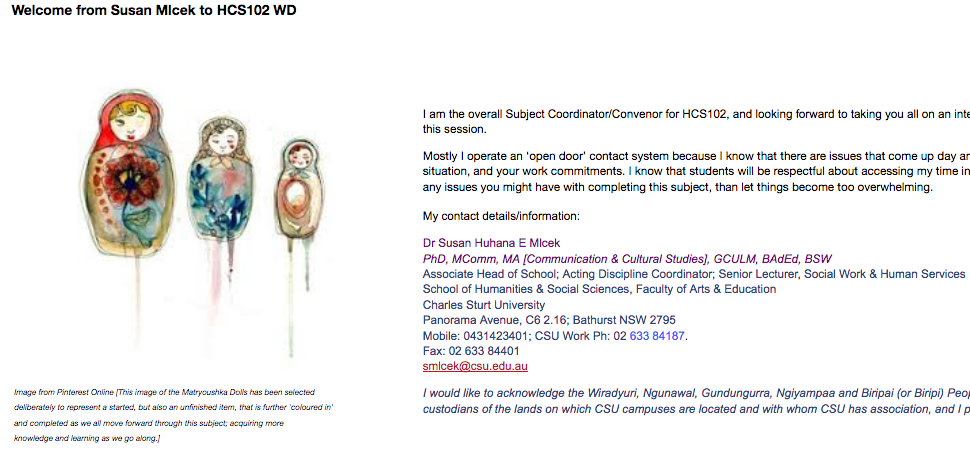 Welcome from Susan Mlcek to HCS102 WD
I am the overall Subject Coordinator/Convenor for HCS102, and looking forward to taking you all on an inte
this session.
Mostly I operate an 'open door' contact system because I know that there are issues that come up day an
situation, and your work commitments. I know that students will be respectful about accessing my time in
any issues you might have with completing this subject, than let things become too overwhelming.
My contact details/information:
Dr Susan Huhana E Mlcek
PhD, MComm, MA [Communication & Cultural Studies], GCULM, BAdEd, BSW
Associate Head of School; Acting Discipline Coordinator; Senior Lecturer, Social Work & Human Services
School of Humanities & Social Sciences, Faculty of Arts & Education
Charles Sturt University
Panorama Avenue, C6 2.16; Bathurst NSW 2795
Mobile: 0431423401; CSU Work Ph: 02 633 84187.
Fax: 02 633 84401
smlcek@csu.edu.au
I would like to acknowledge the Wiradyuri, Ngunawal, Gundungurra, Ngiyampaa and Biripai (or Biripi) Peop
custodians of the lands on which CSU campuses are located and with whom CSU has association, and I p
Image from Pinterest Online [This image of the Matryoushka Dolls has been selected
deliberately to represent a started, but also an unfinished item, that is further 'coloured in'
and completed as we all move forward through this subject; acquiring more
knowledge and learning as we go along.]